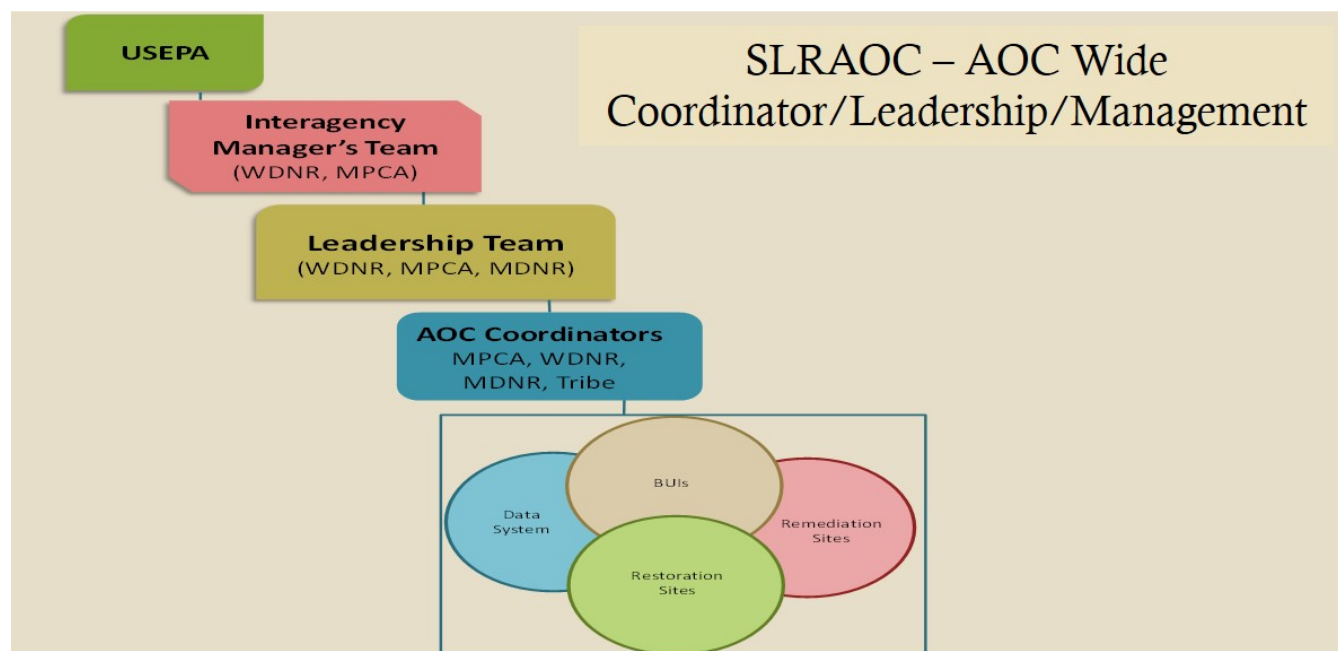 USEPA
SLRAOC – AOC Wide
Coordinator/Leadership/Management
Interagency
Manager’s Team
(WDNR, MPCA)
Leadership Team
(WDNR, MPCA, MDNR)
AOC Coordinators
MPCA, WDNR,
MDNR, Tribe
BUIs
Data
System
Remediation
Sites
Restoration
Sites